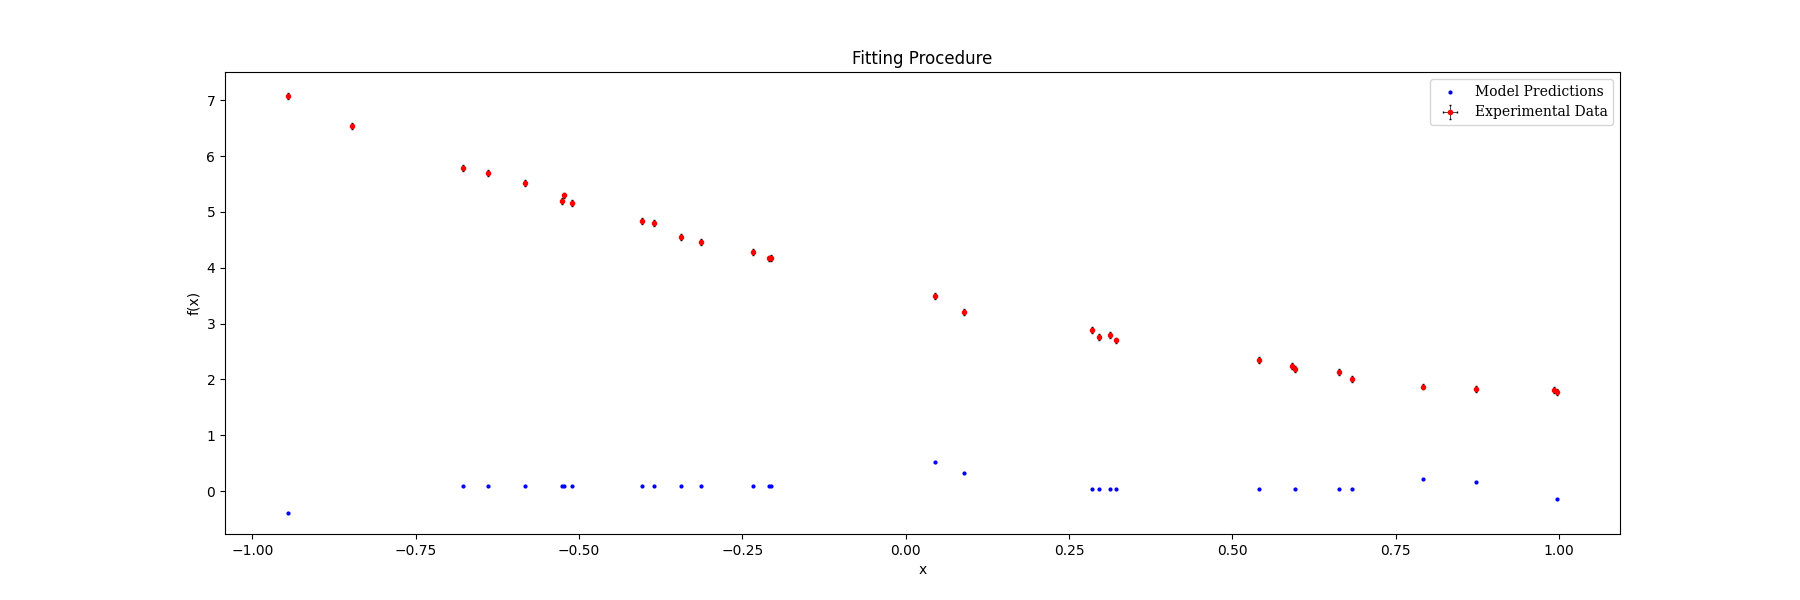 Fitting Procedure
Model Predictions
Experimental Data
f(x)
7
6
5
4
3
2
1
0
−1.00 −0.75 −0.50 −0.25 0.00 0.25 0.50 0.75 1.00
x